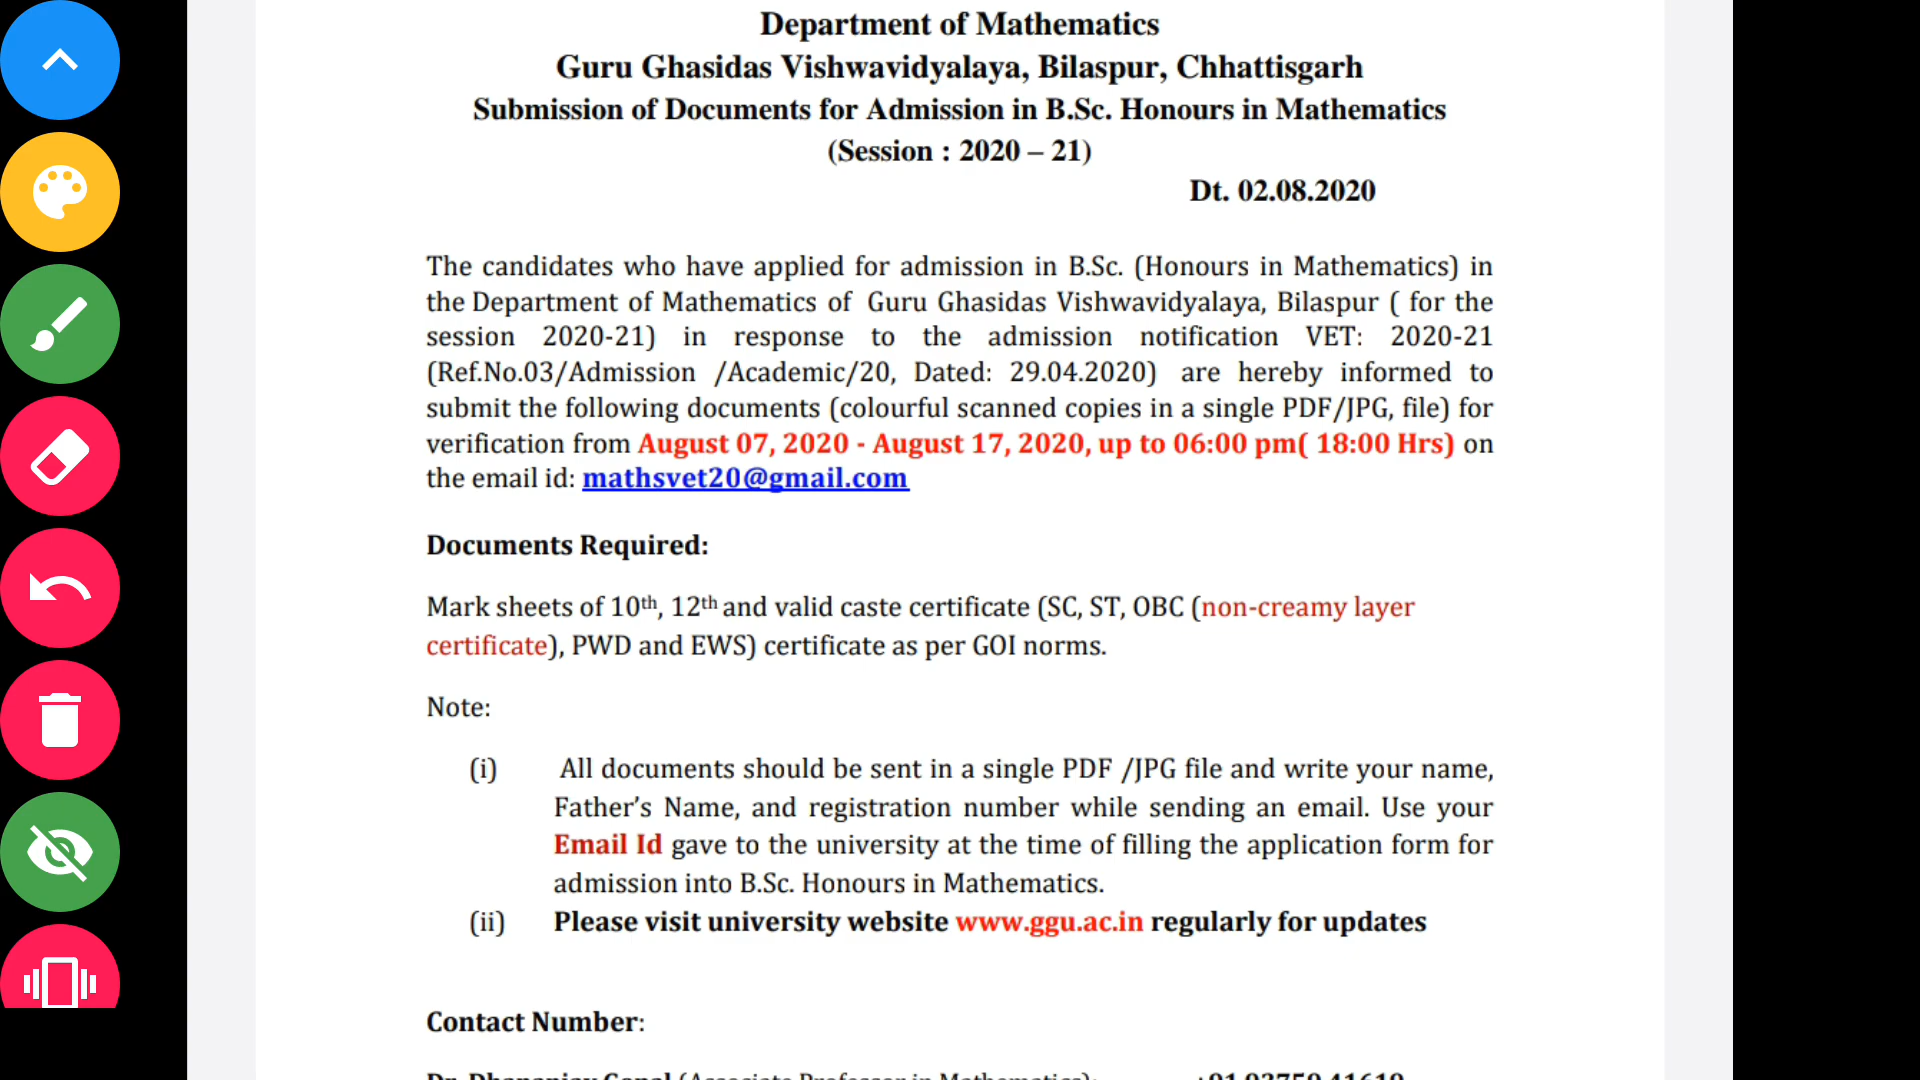 Department of Mathematics
Guru Ghasidas Vishwavidyalaya, Bilaspur, Chhattisgarh
Submission of Documents for Admission in B.Sc. Honours in Mathematics
(Session : 2020 – 21)
Dt. 02.08.2020
The candidates who have applied for admission in B.Sc. (Honours in Mathematics) in
the Department of Mathematics of Guru Ghasidas Vishwavidyalaya, Bilaspur ( for the
session 2020-21) in response to the admission notification VET: 2020-21
(Ref.No.03/Admission /Academic/20, Dated: 29.04.2020) are hereby informed to
submit the following documents (colourful scanned copies in a single PDF/JPG, file) for
verification from August 07, 2020 - August 17, 2020, up to 06:00 pm( 18:00 Hrs) on
the email id: mathsvet20@gmail.com
Documents Required:
Mark sheets of 10th, 12th and valid caste certificate (SC, ST, OBC (non-creamy layer
certificate), PWD and EWS) certificate as per GOI norms.
Note:
(i) All documents should be sent in a single PDF /JPG file and write your name,
Father’s Name, and registration number while sending an email. Use your
Email Id gave to the university at the time of filling the application form for
admission into B.Sc. Honours in Mathematics.
(ii) Please visit university website www.ggu.ac.in regularly for updates
Contact Number: